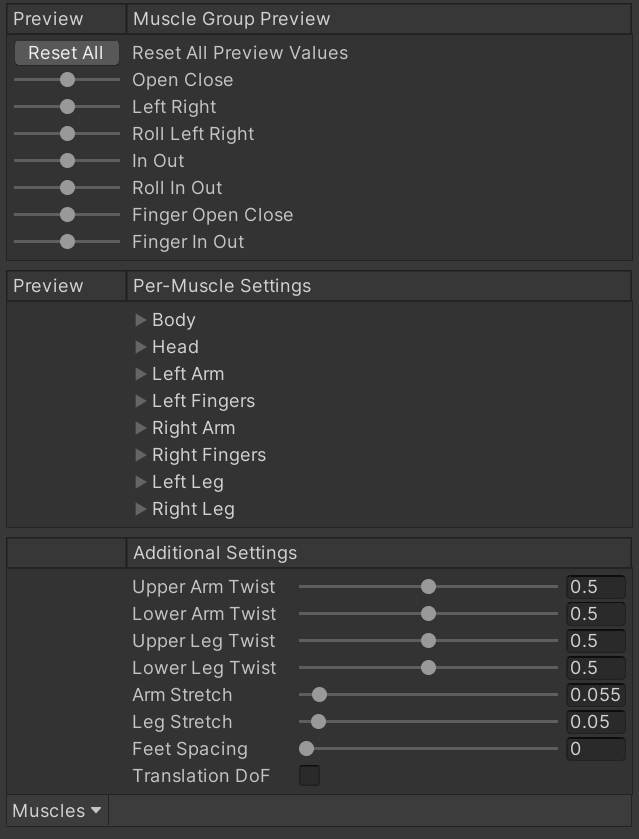 Preview Muscle Group Preview
Reset All Reset All Preview Values
Open Close
Left Right
Roll Left Right
In Out
Roll In Out
Finger Open Close
Finger In Out
Preview Per-Muscle Settings
Body
Head
Left Arm
Left Fingers
Right Arm
Right Fingers
Left Leg
Right Leg
Additional Settings
Upper Arm Twist 0.5
Lower Arm Twist 0.5
Upper Leg Twist 0.5
Lower Leg Twist 0.5
Arm Stretch 0.055
Leg Stretch 0.05
Feet Spacing 0
Translation DoF
Muscles